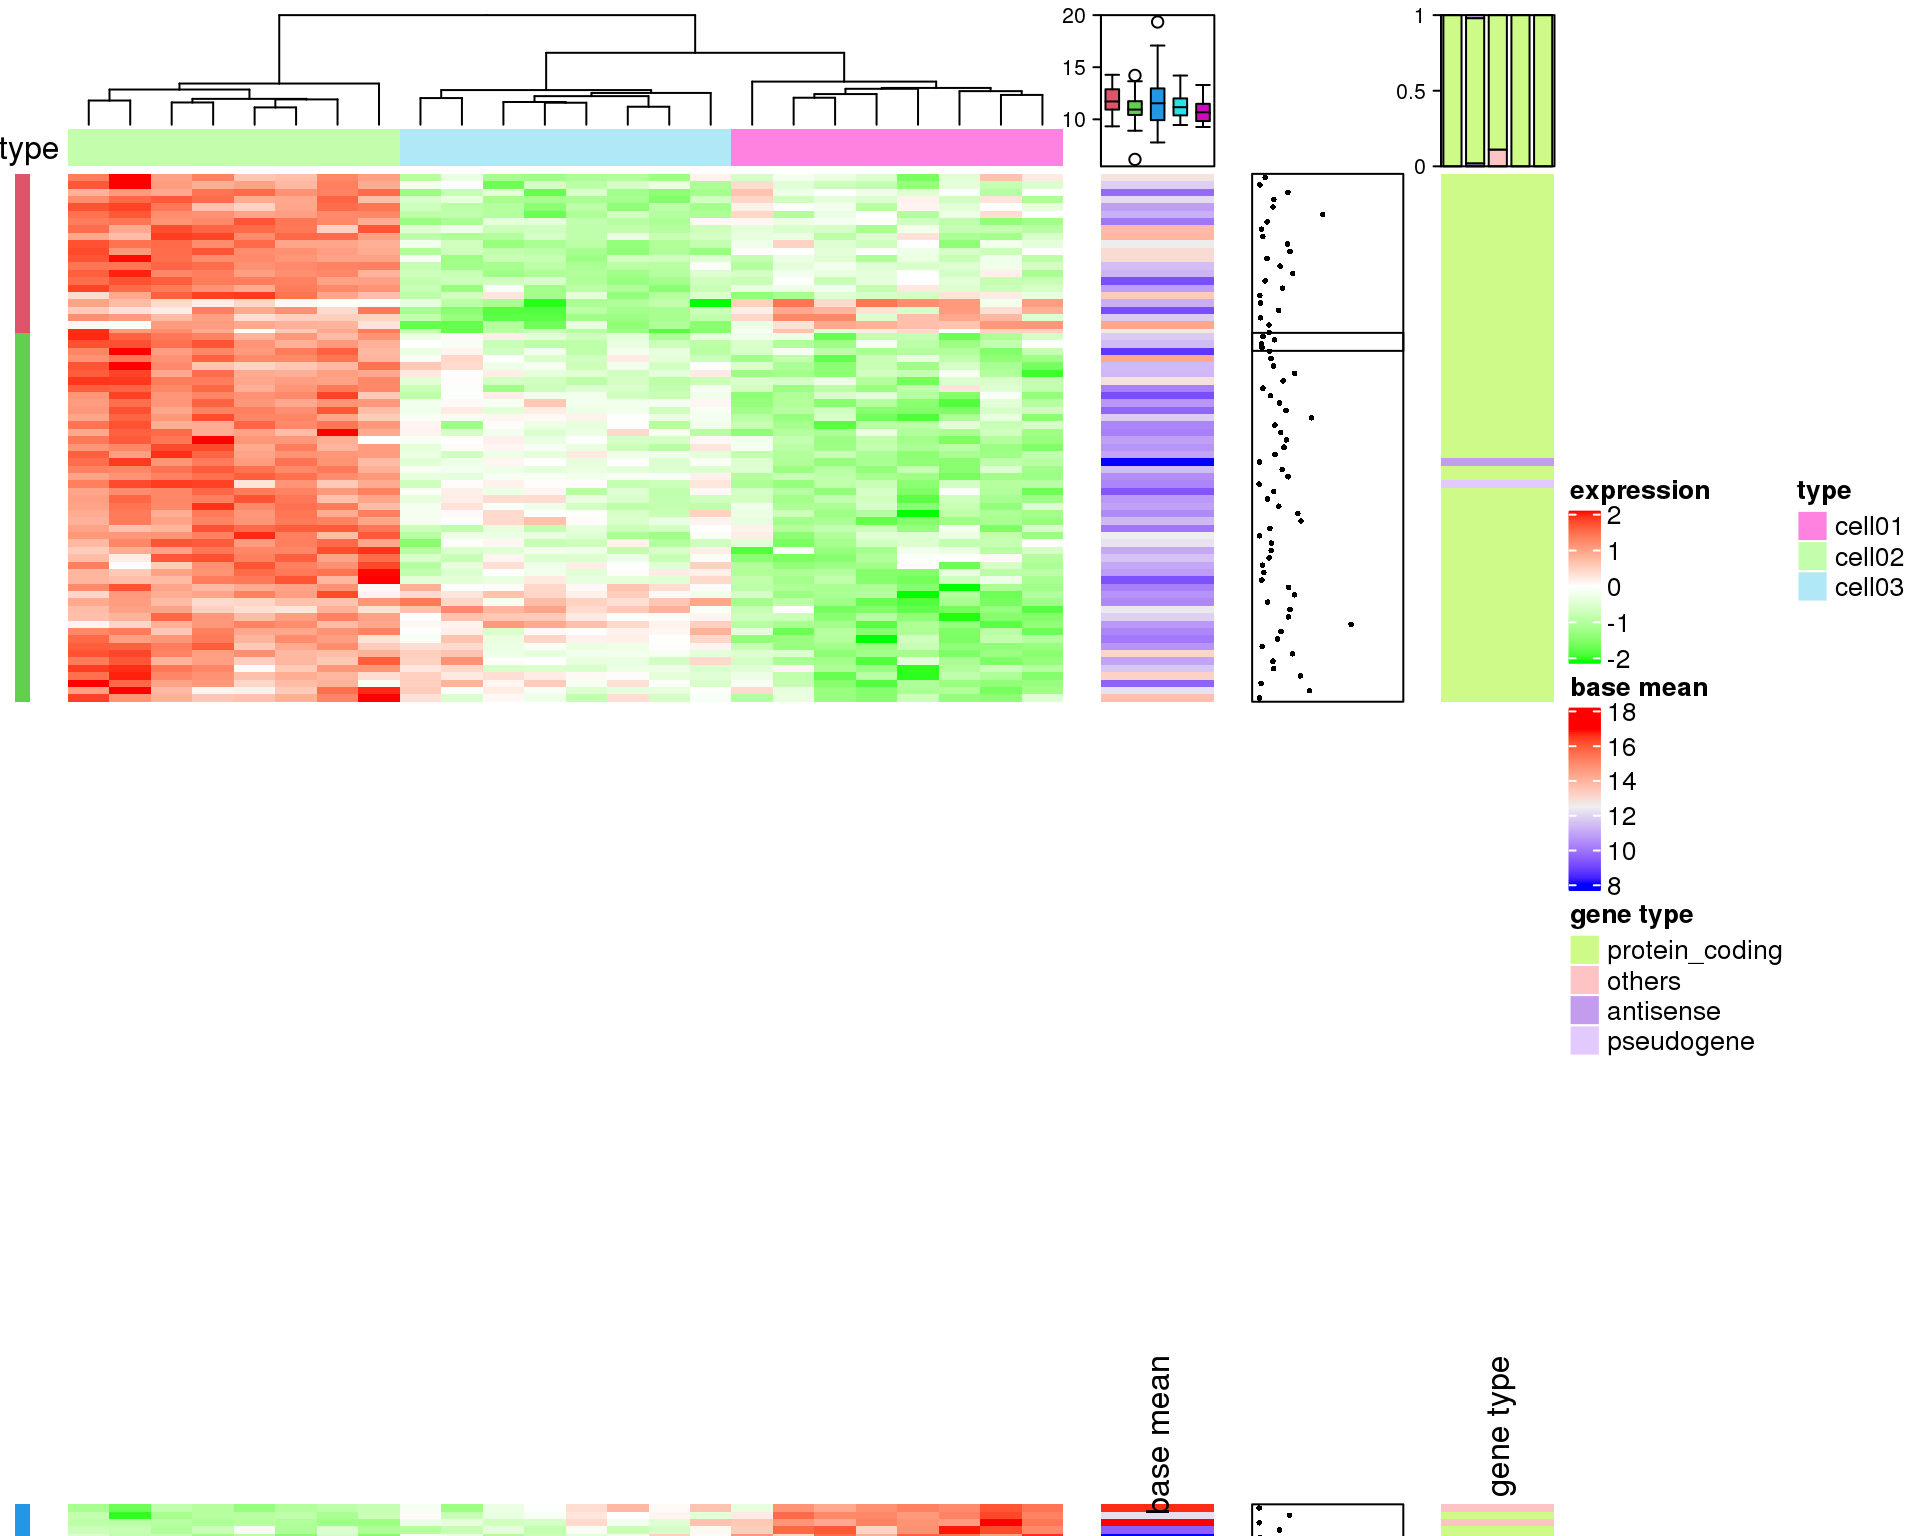 20
15
10
1
0.5
0
type
expression
2
1
0
-1
-2
type
cell01
cell02
cell03
base mean
18
16
14
12
10
8
gene type
protein_coding
others
antisense
pseudogene
base mean
gene type